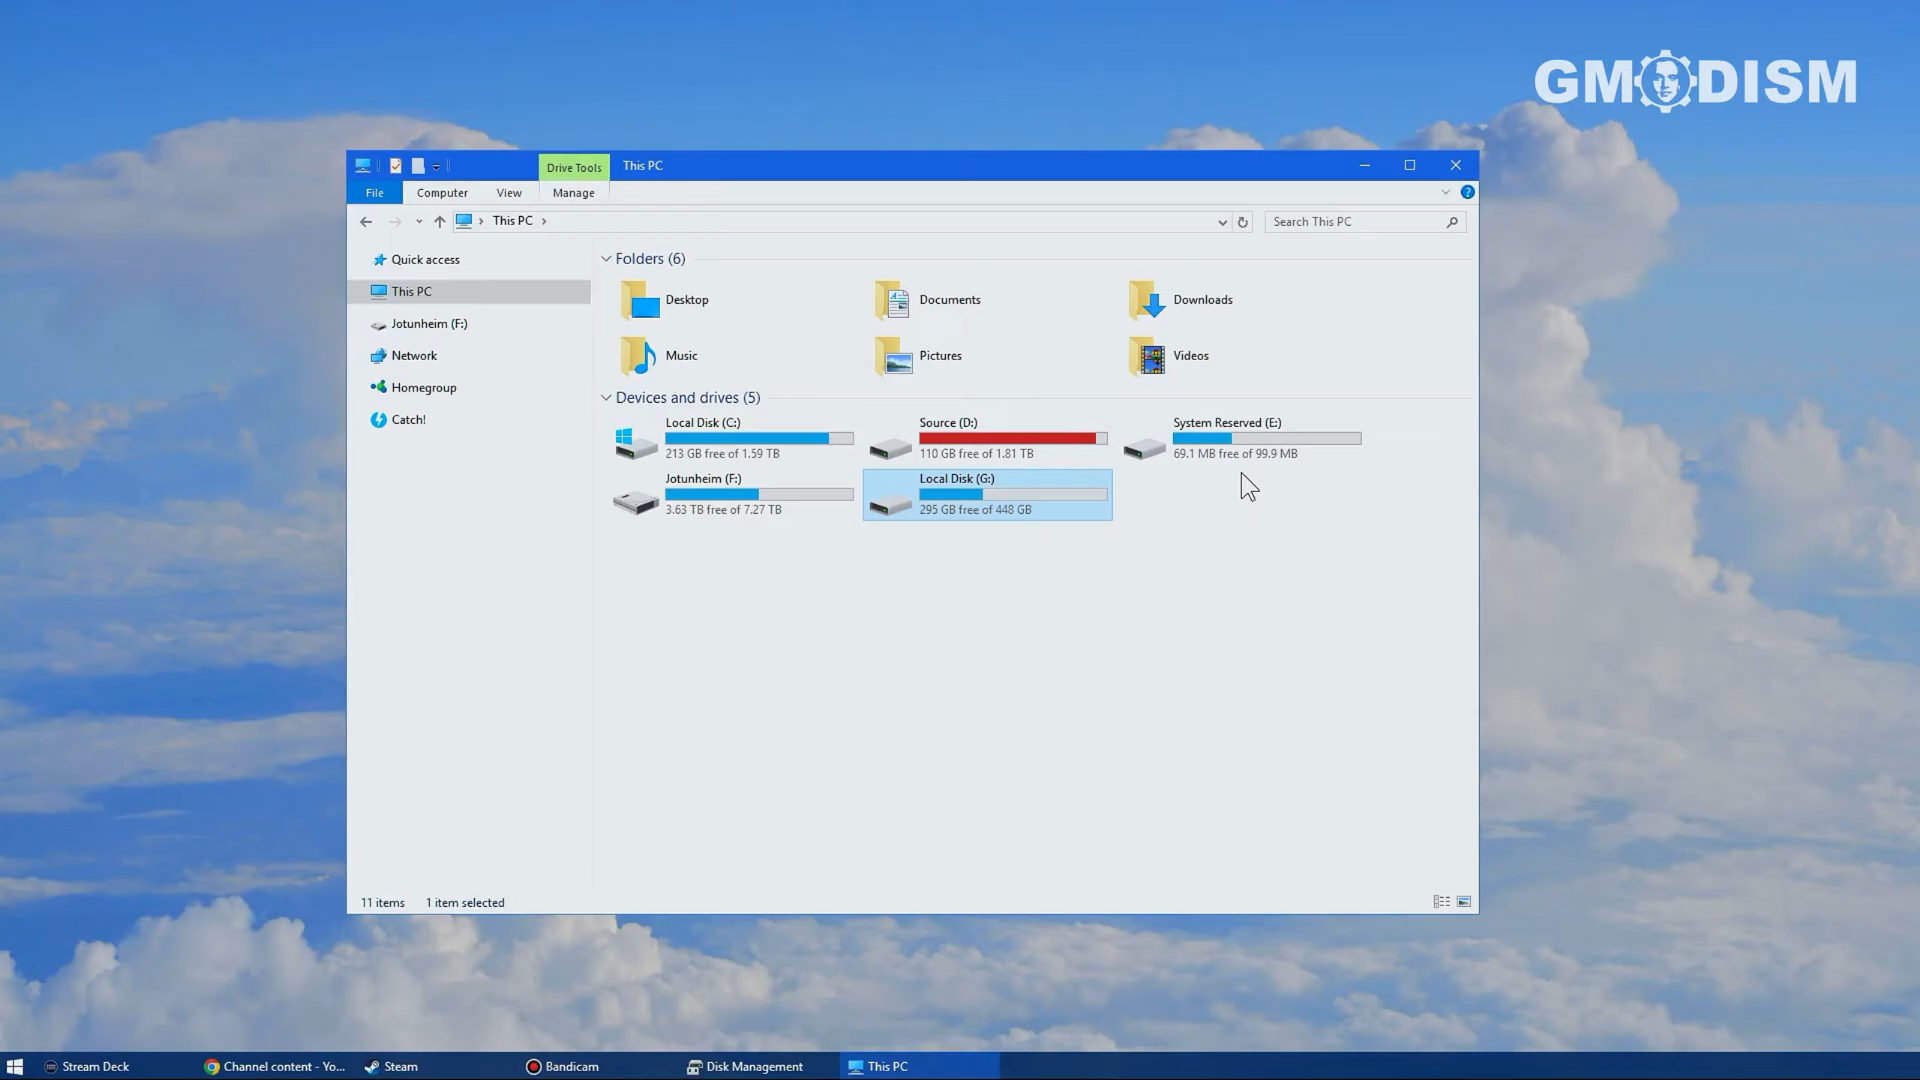 GMODISM
Drive Tools
This PC
File
Computer
View
Manage
This PC
Search This PC
Quick access
This PC
Jotunheim (F:)
Network
Homegroup
Catch!
Folders (6)
Desktop
Documents
Downloads
Music
Pictures
Videos
Devices and drives (5)
Local Disk (C:)
213 GB free of 1.59 TB
Source (D:)
110 GB free of 1.81 TB
System Reserved (E:)
69.1 MB free of 99.9 MB
Jotunheim (F:)
3.63 TB free of 7.27 TB
Local Disk (G:)
295 GB free of 448 GB
11 items
1 item selected
Stream Deck
Channel content - Yo...
Steam
Bandicam
Disk Management
This PC